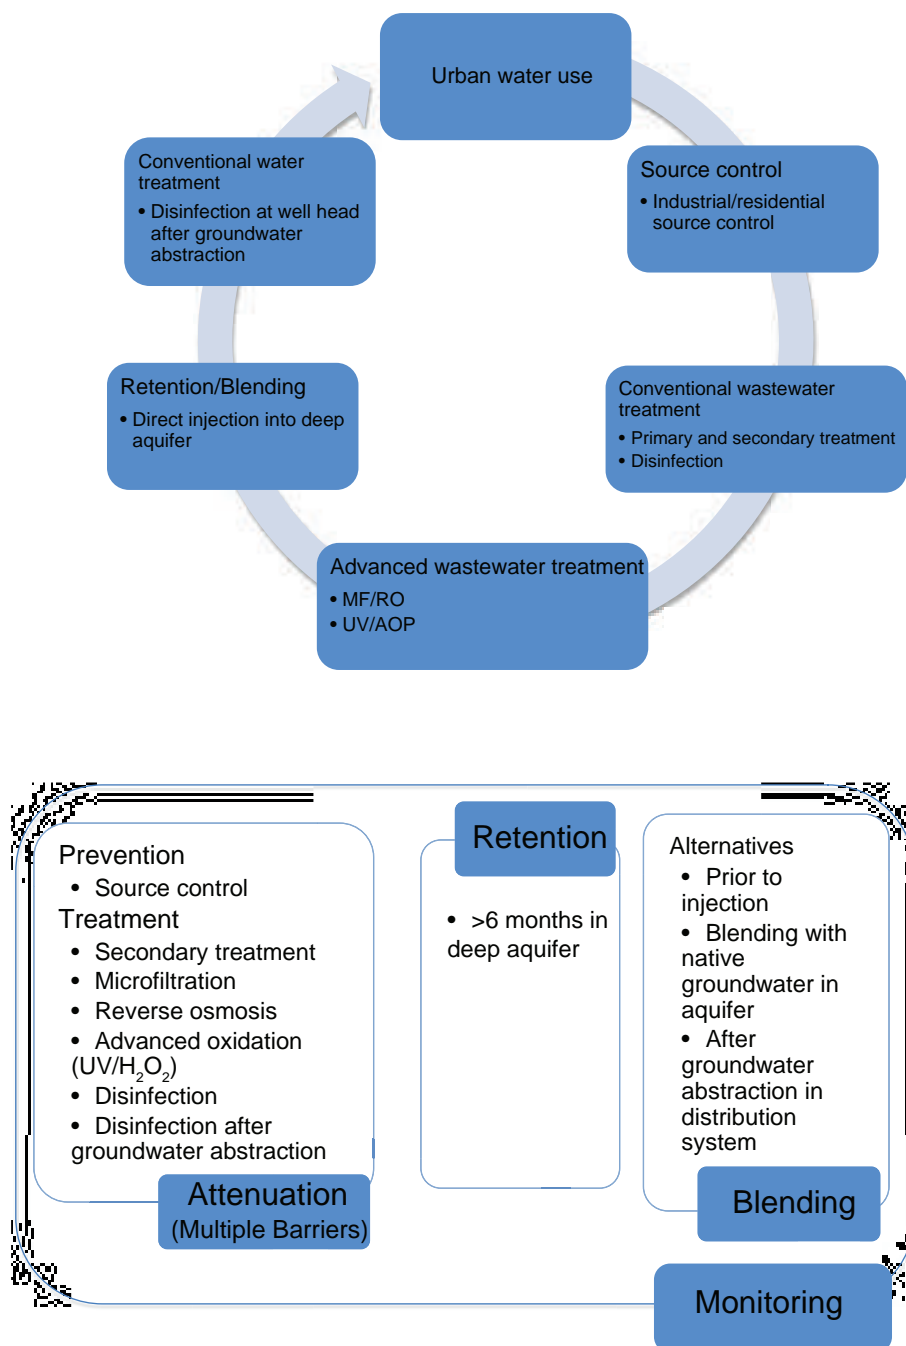 Urban water use
Source control
• Industrial/residential
source control
Conventional wastewater
treatment
• Primary and secondary treatment
• Disinfection
Advanced wastewater treatment
• MF/RO
• UV/AOP
Retention/Blending
• Direct injection into deep
aquifer
Conventional water
treatment
• Disinfection at well head
after groundwater
abstraction
Prevention
• Source control
Treatment
• Secondary treatment
• Microfiltration
• Reverse osmosis
• Advanced oxidation
(UV/H₂O₂)
• Disinfection
• Disinfection after
groundwater abstraction
Attenuation
(Multiple Barriers)
Retention
• >6 months in
deep aquifer
Alternatives
• Prior to
injection
• Blending with
native
groundwater in
aquifer
• After
groundwater
abstraction in
distribution
system
Blending
Monitoring